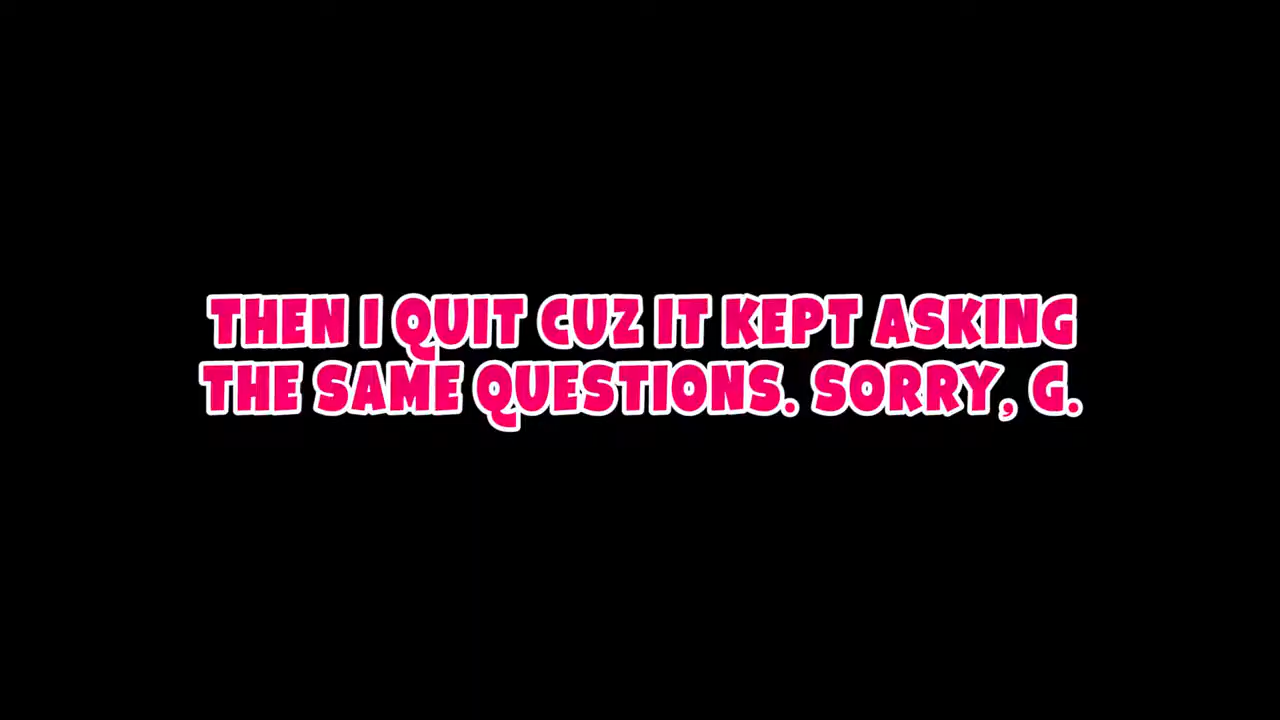 THEN I QUIT CUZ IT KEPT ASKING
THE SAME QUESTIONS. SORRY, G.